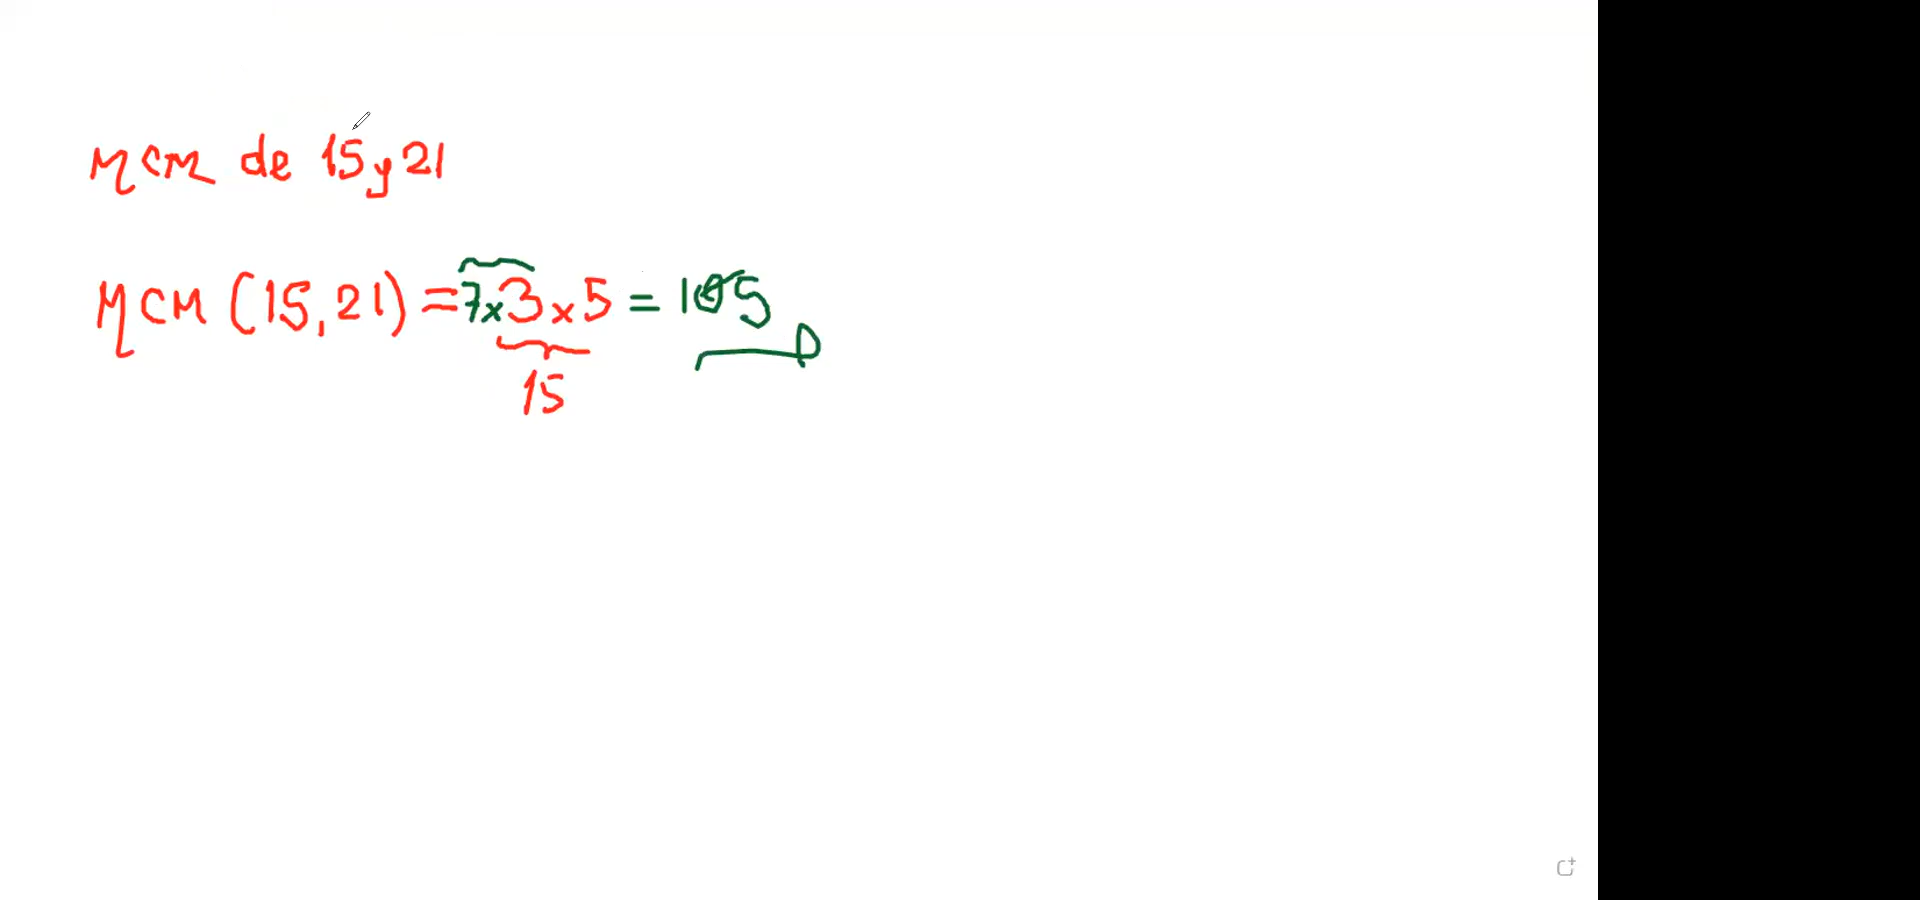 MCM de 15 y 21
MCM (15, 21) = 7x3x5 = 105
15